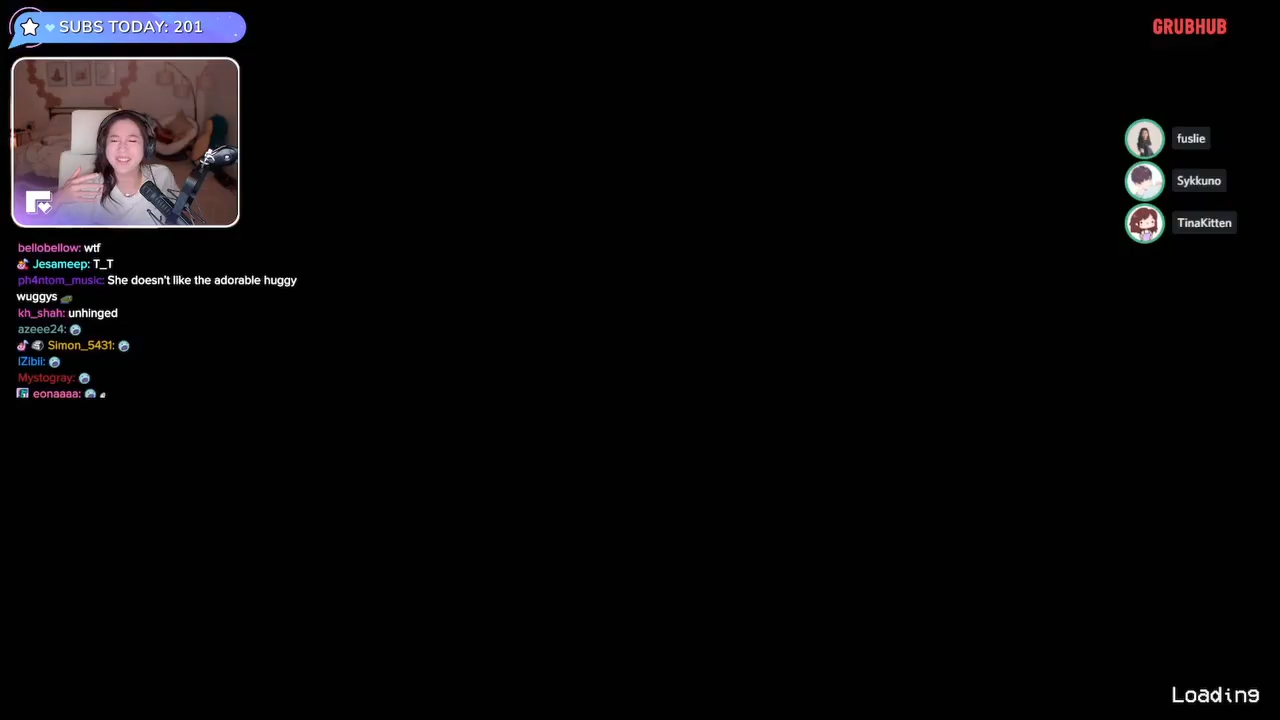 SUBS TODAY: 201
GRUBHUB
fuslie
Sykkuno
TinaKitten
bellobellow: wtf
Jesameep: T_T
ph4ntom_music: She doesn't like the adorable huggy
wuggys
kh_shah: unhinged
azeee24:
Simon_5431:
IZibii:
Mystogray:
eonaaaa:
Loading